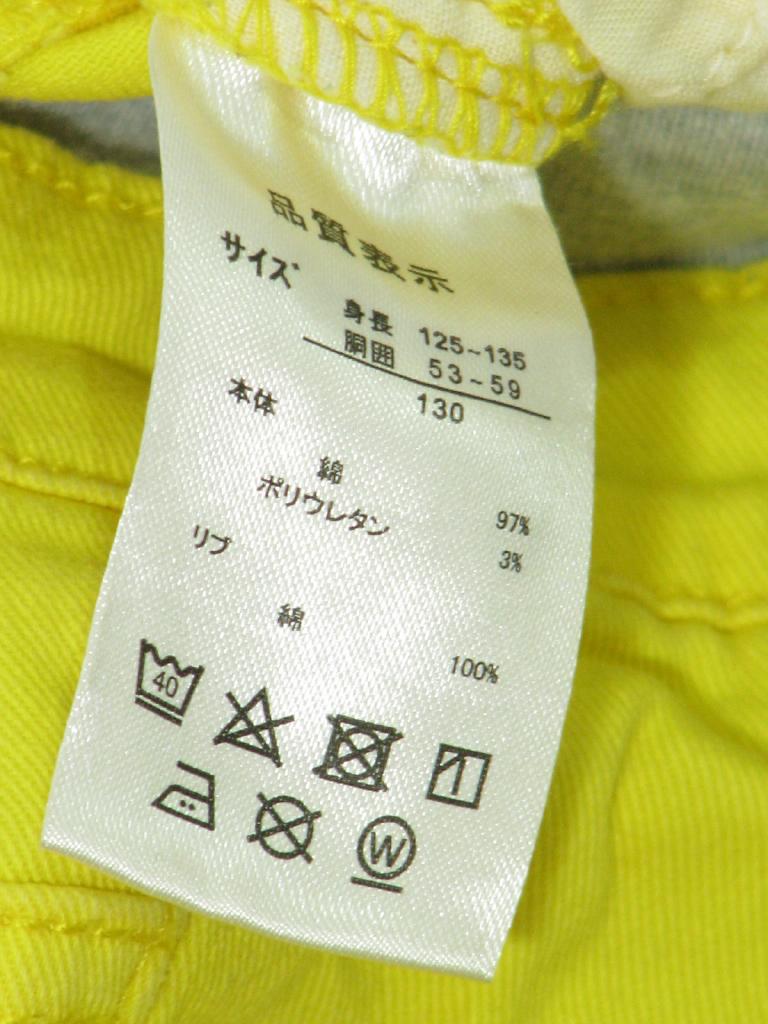 品質表示
サイズ
身長 125~135
胴囲 53~59
130
本体
綿 97%
ポリウレタン 3%
リブ
綿 100%
40
W